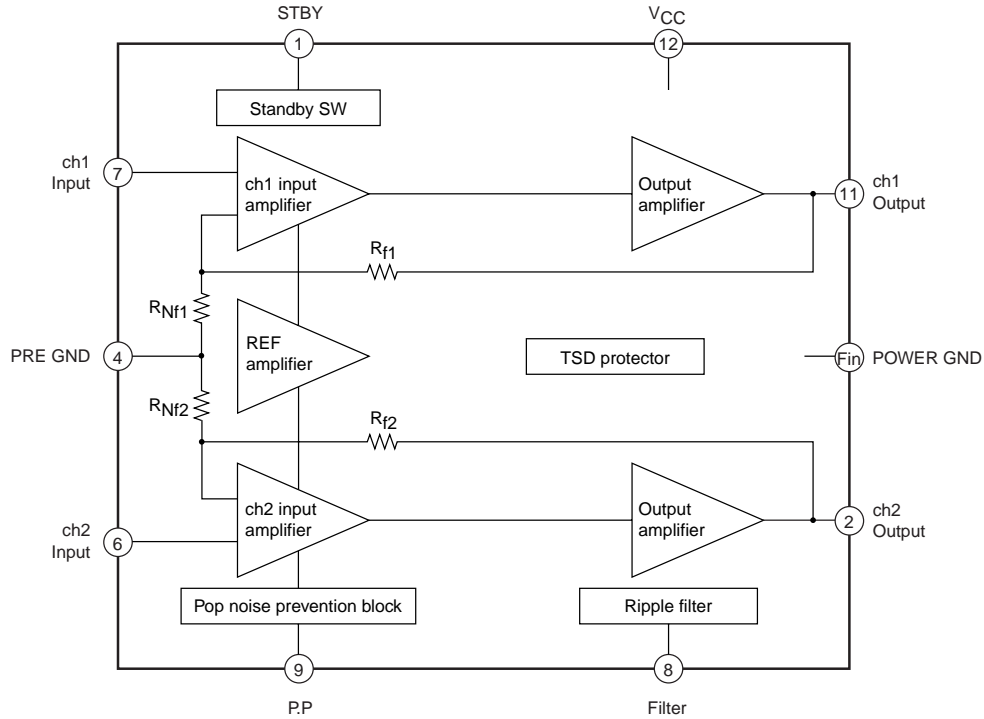 STBY
VCC
1
12
Standby SW
ch1
Input
7
ch1 input
amplifier
Output
amplifier
11
ch1
Output
Rf1
RNf1
PRE GND
4
REF
amplifier
TSD protector
Fin
POWER GND
RNf2
Rf2
ch2
Input
6
ch2 input
amplifier
Output
amplifier
2
ch2
Output
Pop noise prevention block
Ripple filter
9
8
P.P
Filter